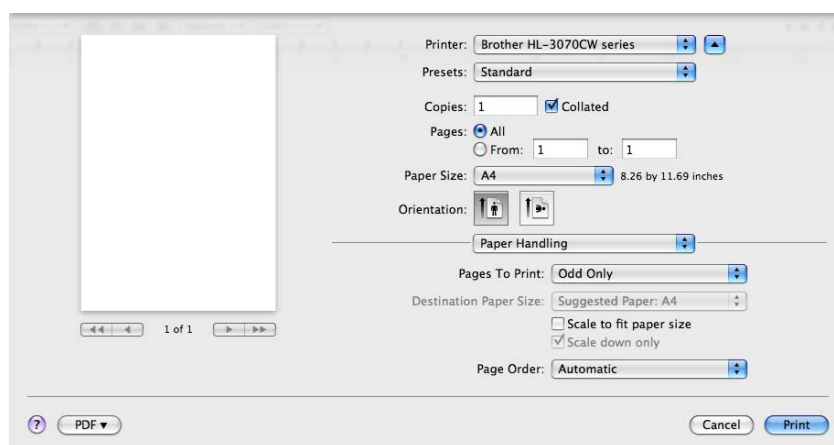 Printer: Brother HL-3070CW series
Presets: Standard
Copies: 1 Collated
Pages: All
From: 1 to: 1
Paper Size: A4 8.26 by 11.69 inches
Orientation:
Paper Handling
Pages To Print: Odd Only
Destination Paper Size: Suggested Paper: A4
Scale to fit paper size
1 of 1
Scale down only
Page Order: Automatic
? PDF Cancel Print